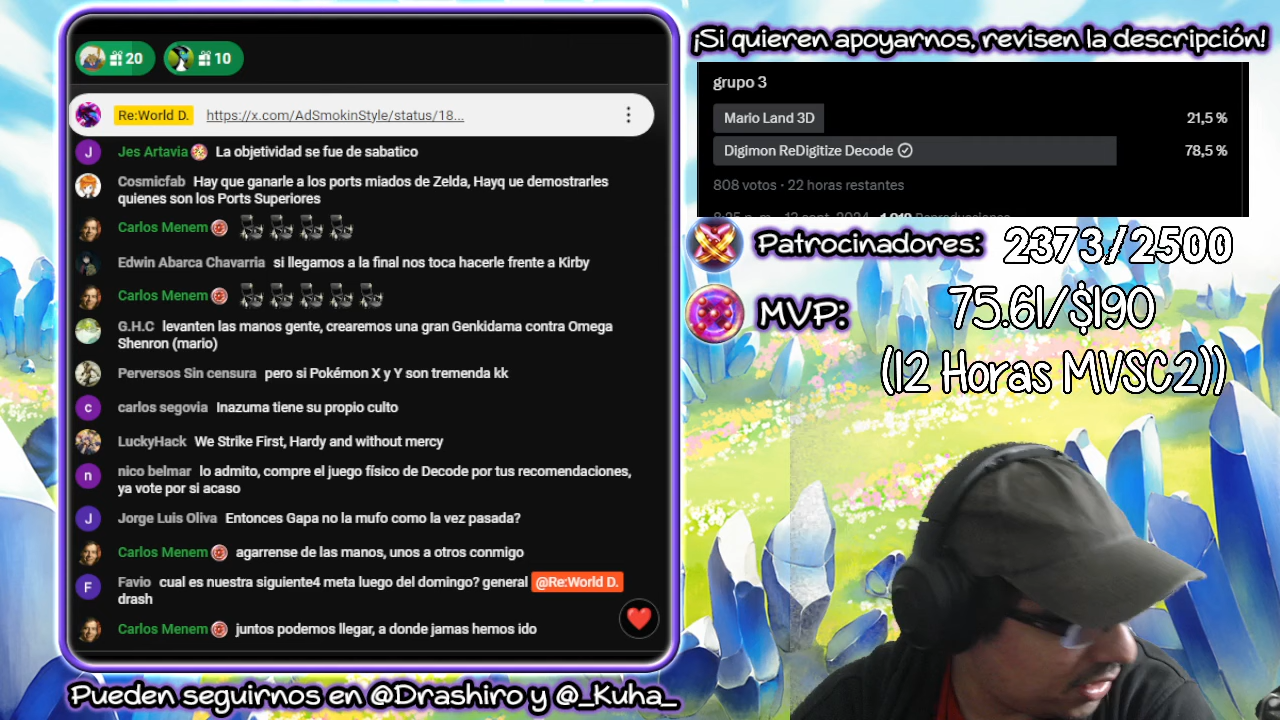 20
10
Re:World D. https://x.com/AdSmokinStyle/status/18...
J Jes Artavia La objetividad se fue de sabatico
Cosmicfab Hay que ganarle a los ports miados de Zelda, Hayq ue demostrarles
quienes son los Ports Superiores
Carlos Menem
Edwin Abarca Chavarria si llegamos a la final nos toca hacerle frente a Kirby
Carlos Menem
G.H.C levanten las manos gente, crearemos una gran Genkidama contra Omega
Shenron (mario)
Perversos Sin censura pero si Pokémon X y Y son tremenda kk
c carlos segovia Inazuma tiene su propio culto
LuckyHack We Strike First, Hardy and without mercy
n nico belmar lo admito, compre el juego físico de Decode por tus recomendaciones,
ya vote por si acaso
J Jorge Luis Oliva Entonces Gapa no la mufo como la vez pasada?
Carlos Menem agarrense de las manos, unos a otros conmigo
F Favio cual es nuestra siguiente4 meta luego del domingo? general @Re:World D.
drash
Carlos Menem juntos podemos llegar, a donde jamas hemos ido
Pueden seguirnos en @Drashiro y @_Kuha_
¡Si quieren apoyarnos, revisen la descripción!
grupo 3
Mario Land 3D 21,5 %
Digimon ReDigitize Decode 78,5 %
808 votos · 22 horas restantes
Patrocinadores: 2373/2500
MVP: 75.61/$190
(12 Horas MVSC2))